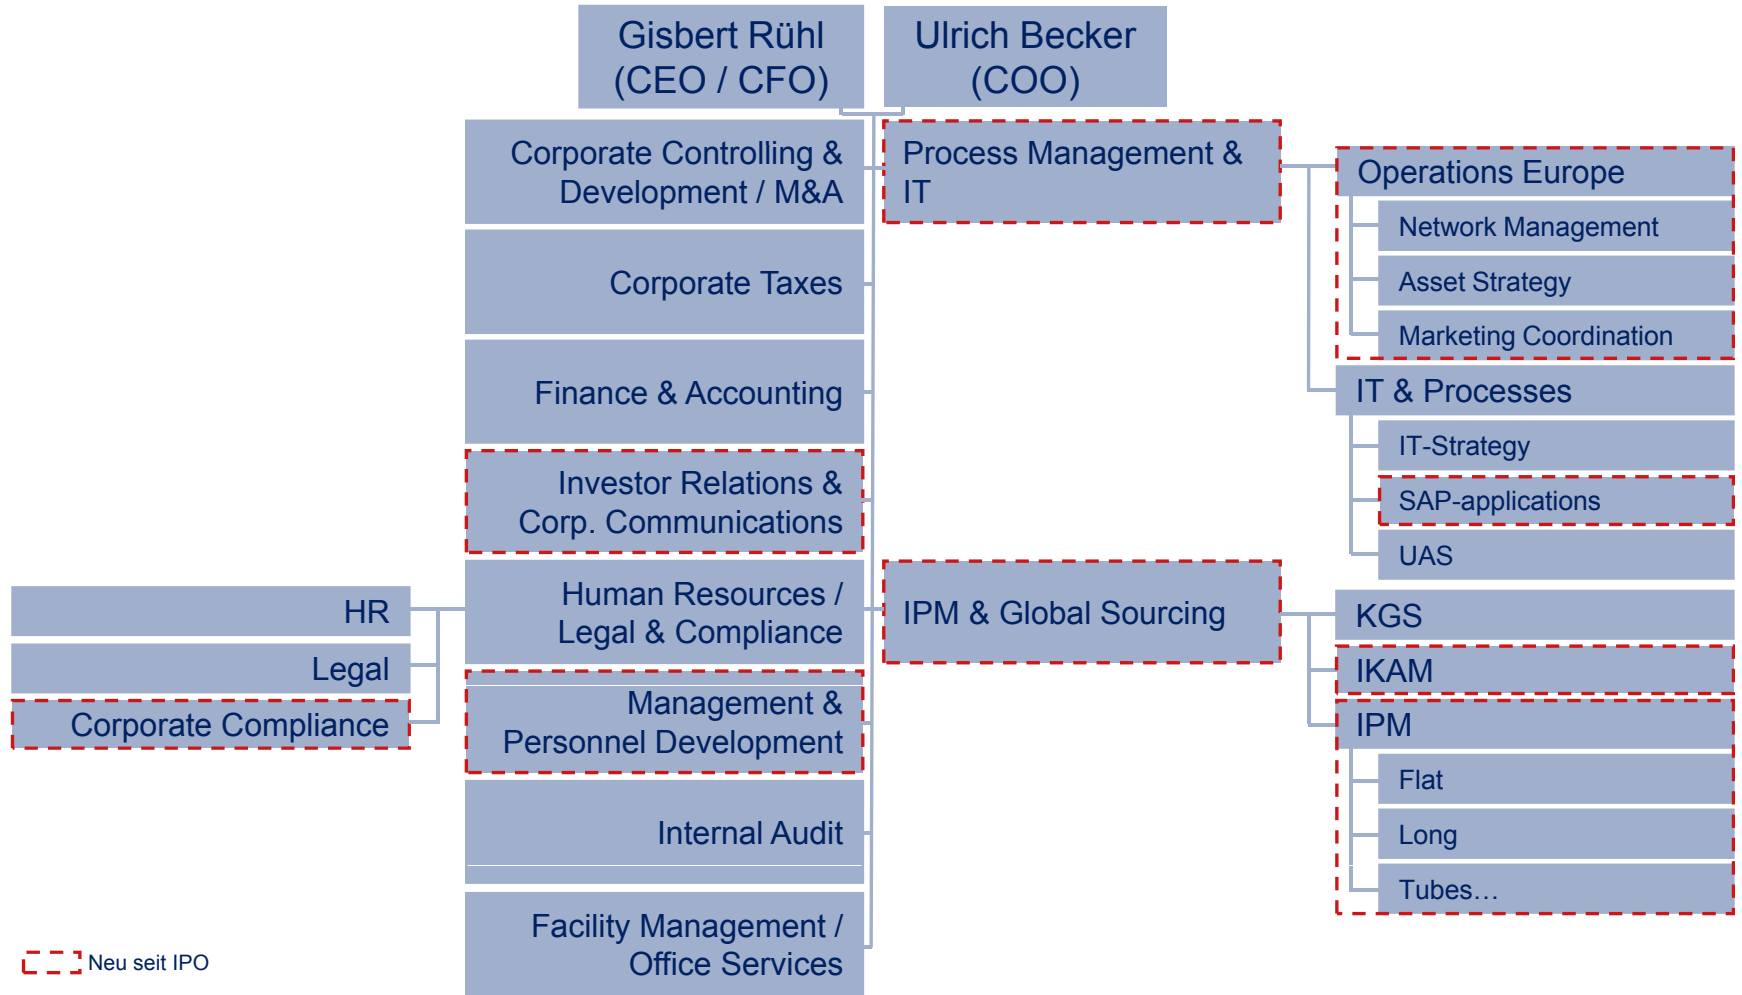 Gisbert Rühl
(CEO / CFO)
Ulrich Becker
(COO)
Corporate Controlling &
Development / M&A
Corporate Taxes
Finance & Accounting
Investor Relations &
Corp. Communications
Human Resources /
Legal & Compliance
Management &
Personnel Development
Internal Audit
Facility Management /
Office Services
HR
Legal
Corporate Compliance
Process Management &
IT
IPM & Global Sourcing
Operations Europe
Network Management
Asset Strategy
Marketing Coordination
IT & Processes
IT-Strategy
SAP-applications
UAS
KGS
IKAM
IPM
Flat
Long
Tubes…
Neu seit IPO